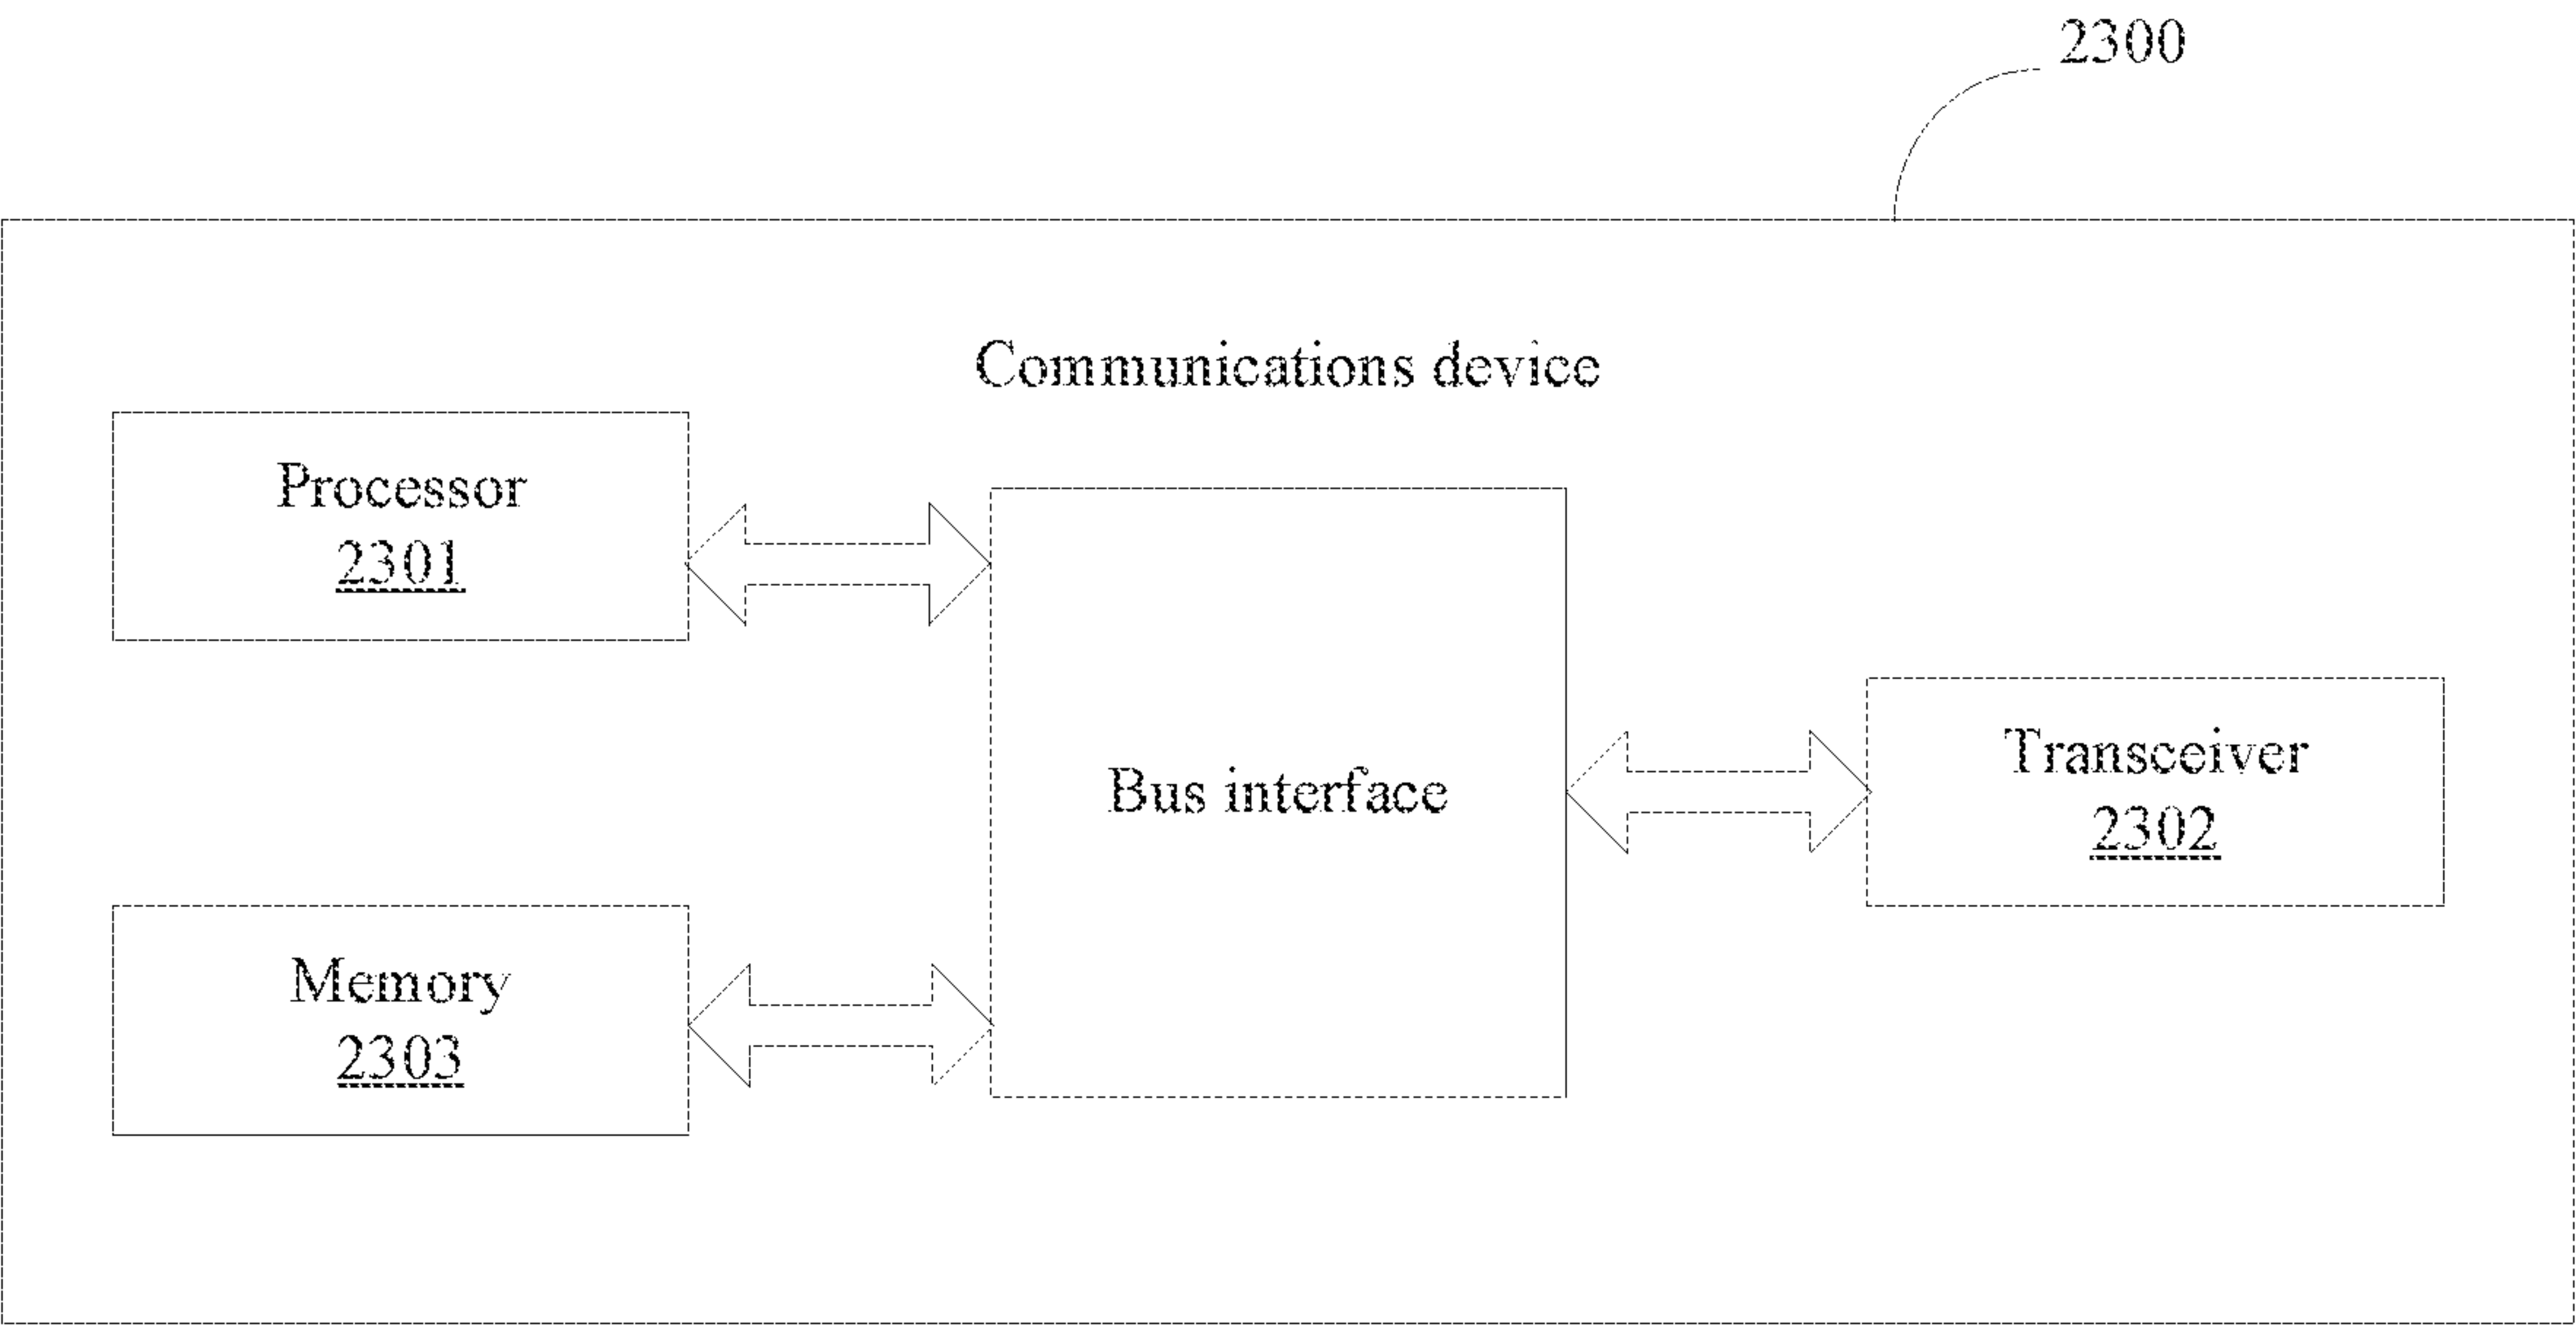 2300
Communications device
Processor
2301
Bus interface
Transceiver
2302
Memory
2303